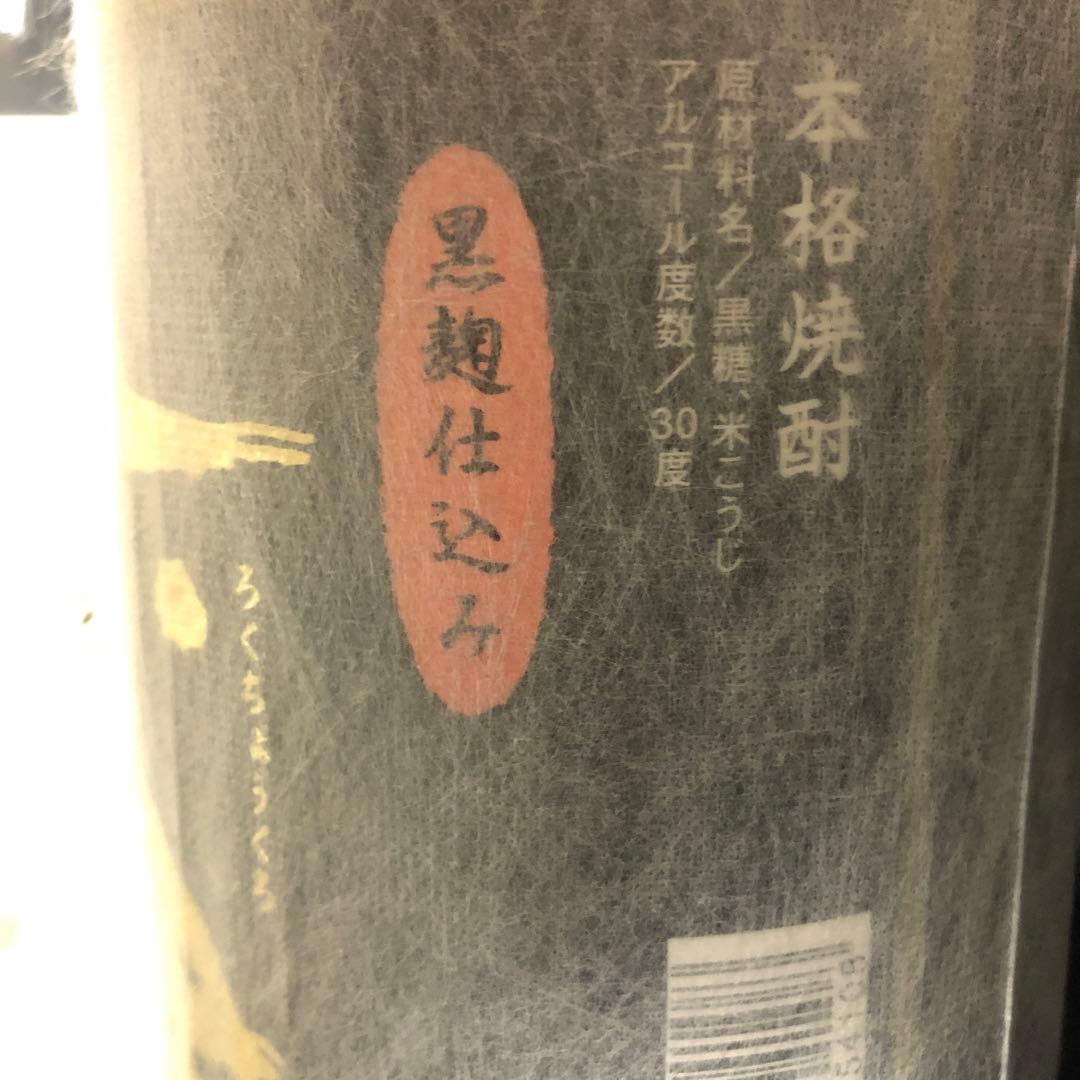 本格焼酎
原材料名/黒糖、米こうじ
アルコール度数/30度
黒麹仕込み
ろくちょうくろ